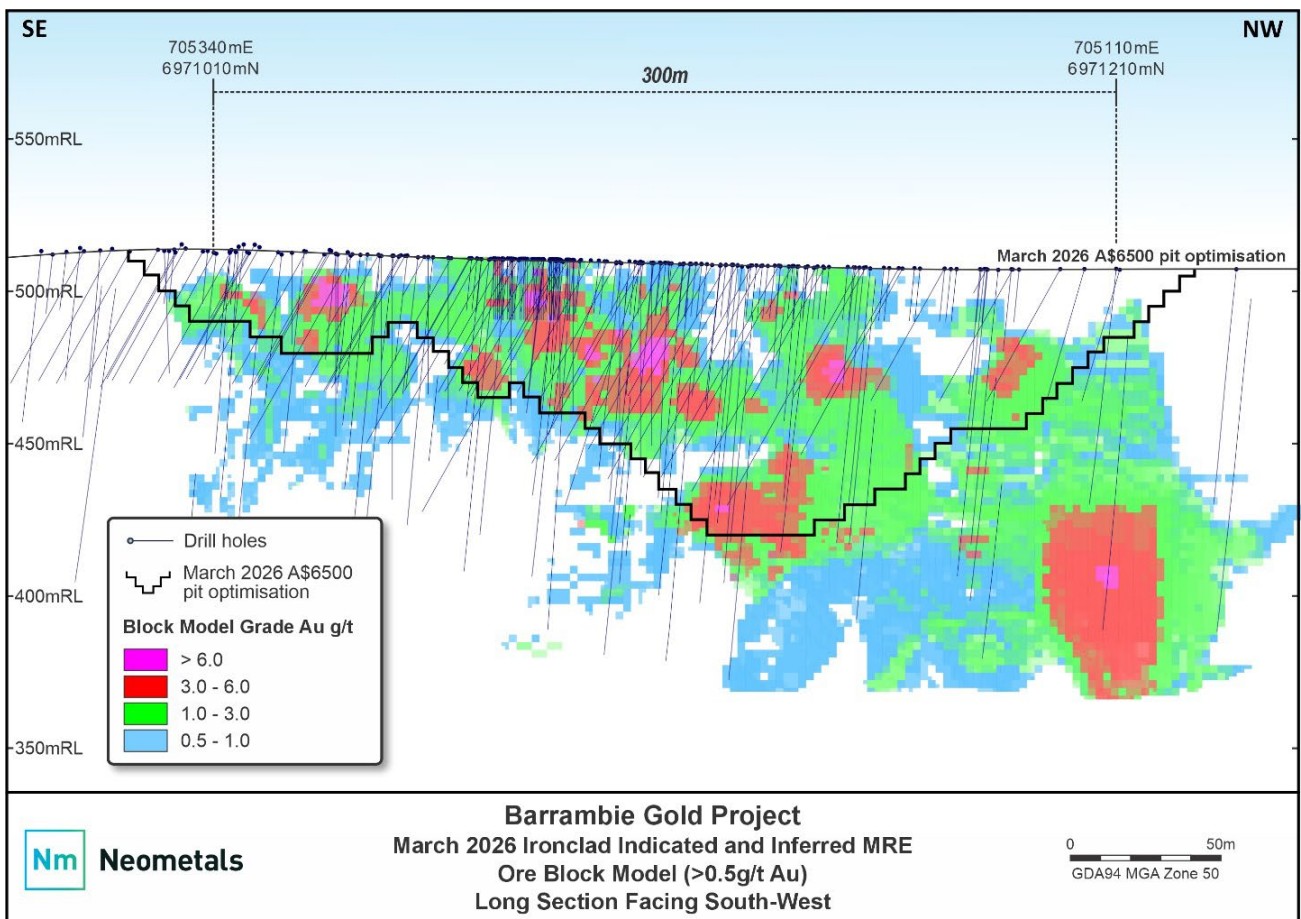 SE
NW
705340mE
6971010mN
705110mE
6971210mN
300m
550mRL
March 2026 A$6500 pit optimisation
500mRL
450mRL
400mRL
350mRL
Drill holes
March 2026 A$6500
pit optimisation
Block Model Grade Au g/t
> 6.0
3.0 - 6.0
1.0 - 3.0
0.5 - 1.0
Nm Neometals
Barrambie Gold Project
March 2026 Ironclad Indicated and Inferred MRE
Ore Block Model (>0.5g/t Au)
Long Section Facing South-West
0 50m
GDA94 MGA Zone 50